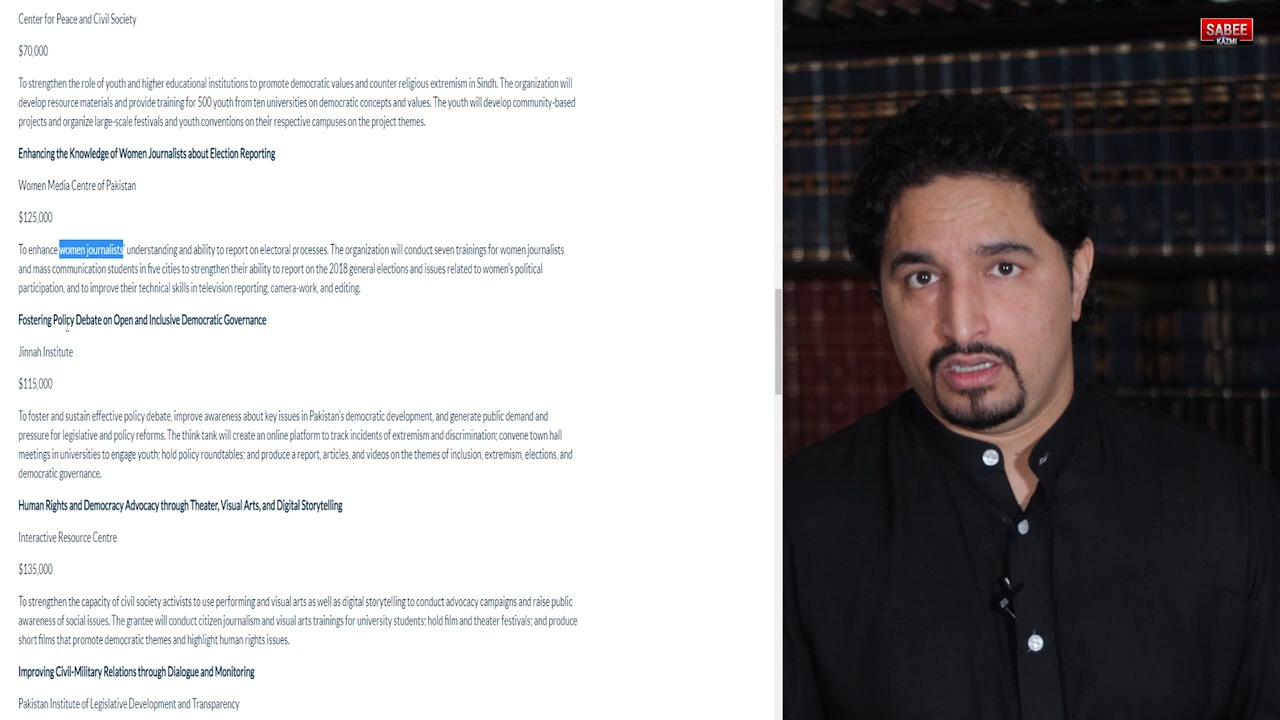 Center for Peace and Civil Society
$70,000
To strengthen the role of youth and higher educational institutions to promote democratic values and counter religious extremism in Sindh. The organization will
develop resource materials and provide training for 500 youth from ten universities on democratic concepts and values. The youth will develop community-based
projects and organize large-scale festivals and youth conventions on their respective campuses on the project themes.
Enhancing the Knowledge of Women Journalists about Election Reporting
Women Media Centre of Pakistan
$125,000
To enhance women journalists' understanding and ability to report on electoral processes. The organization will conduct seven trainings for women journalists
and mass communication students in five cities to strengthen their ability to report on the 2018 general elections and issues related to women's political
participation, and to improve their technical skills in television reporting, camera-work, and editing.
Fostering Policy Debate on Open and Inclusive Democratic Governance
Jinnah Institute
$115,000
To foster and sustain effective policy debate, improve awareness about key issues in Pakistan's democratic development, and generate public demand and
pressure for legislative and policy reforms. The think tank will create an online platform to track incidents of extremism and discrimination; convene town hall
meetings in universities to engage youth; hold policy roundtables; and produce a report, articles, and videos on the themes of inclusion, extremism, elections, and
democratic governance.
Human Rights and Democracy Advocacy through Theater, Visual Arts, and Digital Storytelling
Interactive Resource Centre
$135,000
To strengthen the capacity of civil society activists to use performing and visual arts as well as digital storytelling to conduct advocacy campaigns and raise public
awareness of social issues. The grantee will conduct citizen journalism and visual arts trainings for university students; hold film and theater festivals; and produce
short films that promote democratic themes and highlight human rights issues.
Improving Civil-Military Relations through Dialogue and Monitoring
Pakistan Institute of Legislative Development and Transparency
SABEE
KAZMI